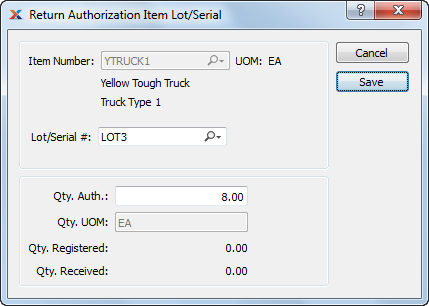 Return Authorization Item Lot/Serial
Item Number: YTRUCK1 UOM: EA
Cancel
Yellow Tough Truck
Save
Truck Type 1
Lot/Serial #: LOT3
Qty. Auth.: 8.00
Qty. UOM: EA
Qty. Registered: 0.00
Qty. Received: 0.00